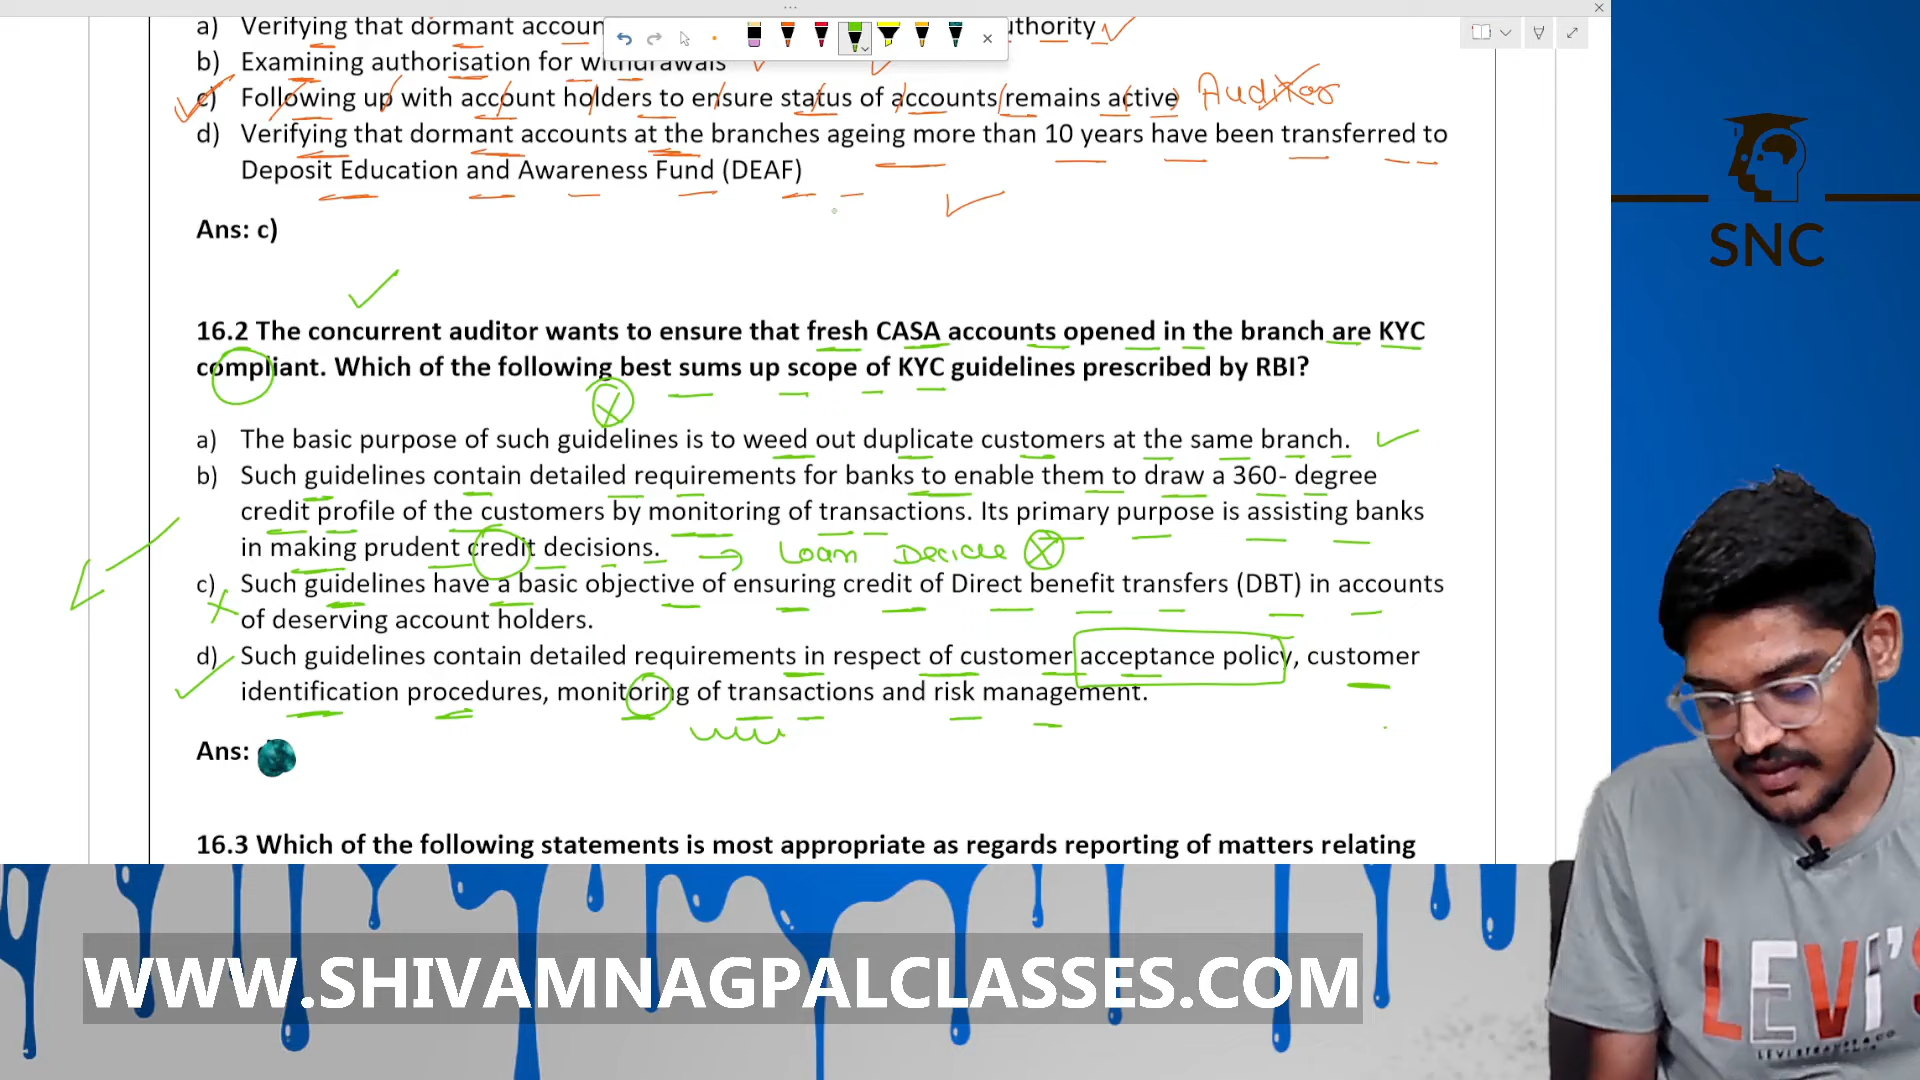 a) Verifying that dormant accoun uthority
b) Examining authorisation for withdrawals
c) Following up with account holders to ensure status of accounts remains active Auditor
d) Verifying that dormant accounts at the branches ageing more than 10 years have been transferred to
Deposit Education and Awareness Fund (DEAF)
Ans: c)
SNC
16.2 The concurrent auditor wants to ensure that fresh CASA accounts opened in the branch are KYC
compliant. Which of the following best sums up scope of KYC guidelines prescribed by RBI?
a) The basic purpose of such guidelines is to weed out duplicate customers at the same branch.
b) Such guidelines contain detailed requirements for banks to enable them to draw a 360- degree
credit profile of the customers by monitoring of transactions. Its primary purpose is assisting banks
in making prudent credit decisions. → Loan Decide
c) Such guidelines have a basic objective of ensuring credit of Direct benefit transfers (DBT) in accounts
of deserving account holders.
d) Such guidelines contain detailed requirements in respect of customer acceptance policy, customer
identification procedures, monitoring of transactions and risk management.
Ans:
16.3 Which of the following statements is most appropriate as regards reporting of matters relating
WWW.SHIVAMNAGPALCLASSES.COM
LEVI'S